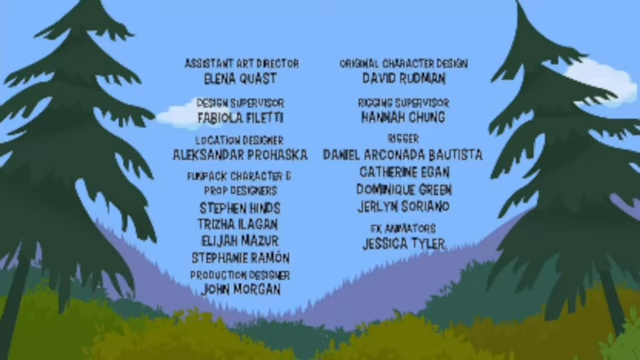 ASSISTANT ART DIRECTOR
ELENA QUAST
DESIGN SUPERVISOR
FABIOLA FILETTI
LOCATION DESIGNER
ALEKSANDAR PROHASKA
FUNPACK CHARACTER &
PROP DESIGNERS
STEPHEN HINDS
TRIZHA ILAGAN
ELIJAH MAZUR
STEPHANIE RAMÓN
PRODUCTION DESIGNER
JOHN MORGAN
ORIGINAL CHARACTER DESIGN
DAVID RUDMAN
RIGGING SUPERVISOR
HANNAH CHUNG
RIGGER
DANIEL ARCONADA BAUTISTA
CATHERINE EGAN
DOMINIQUE GREEN
JERLYN SORIANO
FX ANIMATORS
JESSICA TYLER